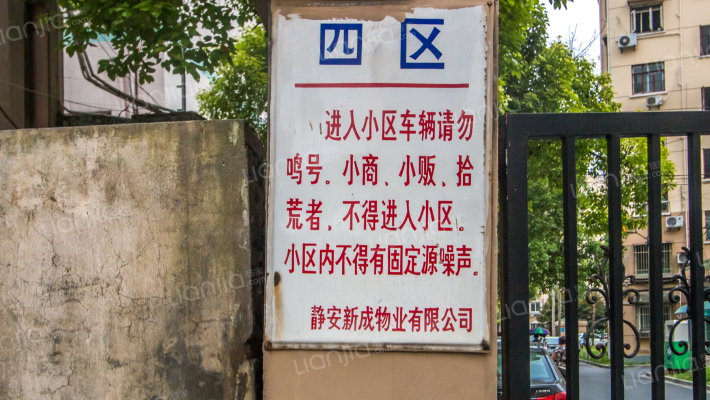 四区
进入小区车辆请勿
鸣号。小商、小贩、拾
荒者、不得进入小区。
小区内不得有固定源噪声。
静安新成物业有限公司
lianjia